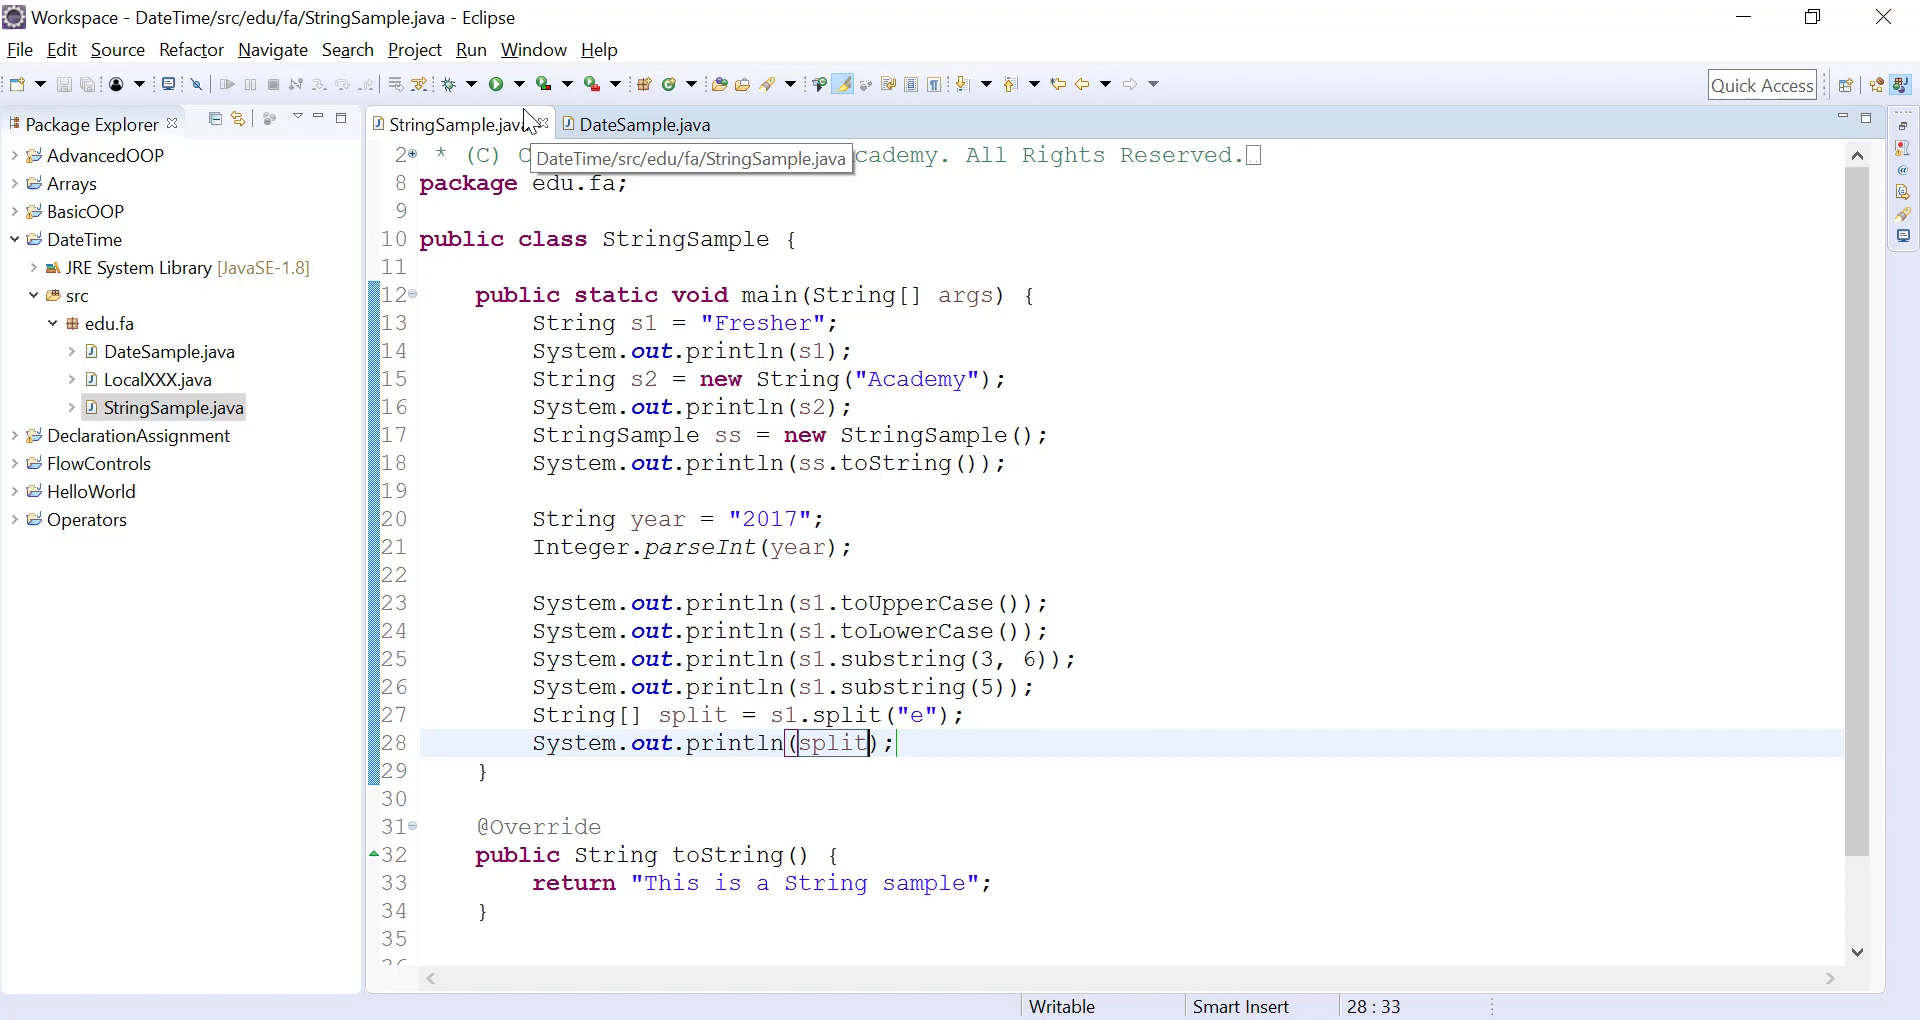 Workspace - DateTime/src/edu/fa/StringSample.java - Eclipse
File Edit Source Refactor Navigate Search Project Run Window Help
Quick Access
Package Explorer
StringSample.java DateSample.java
DateTime/src/edu/fa/StringSample.java
AdvancedOOP
Arrays
BasicOOP
DateTime
JRE System Library [JavaSE-1.8]
src
edu.fa
DateSample.java
LocalXXX.java
StringSample.java
DeclarationAssignment
FlowControls
HelloWorld
Operators
2 * (C) C cademy. All Rights Reserved.
8 package edu.fa;
9
10 public class StringSample {
11
12 public static void main(String[] args) {
13 String s1 = "Fresher";
14 System.out.println(s1);
15 String s2 = new String("Academy");
16 System.out.println(s2);
17 StringSample ss = new StringSample();
18 System.out.println(ss.toString());
19
20 String year = "2017";
21 Integer.parseInt(year);
22
23 System.out.println(s1.toUpperCase());
24 System.out.println(s1.toLowerCase());
25 System.out.println(s1.substring(3, 6));
26 System.out.println(s1.substring(5));
27 String[] split = s1.split("e");
28 System.out.println(split);
29 }
30
31 @Override
32 public String toString() {
33 return "This is a String sample";
34 }
35
Writable Smart Insert 28 : 33